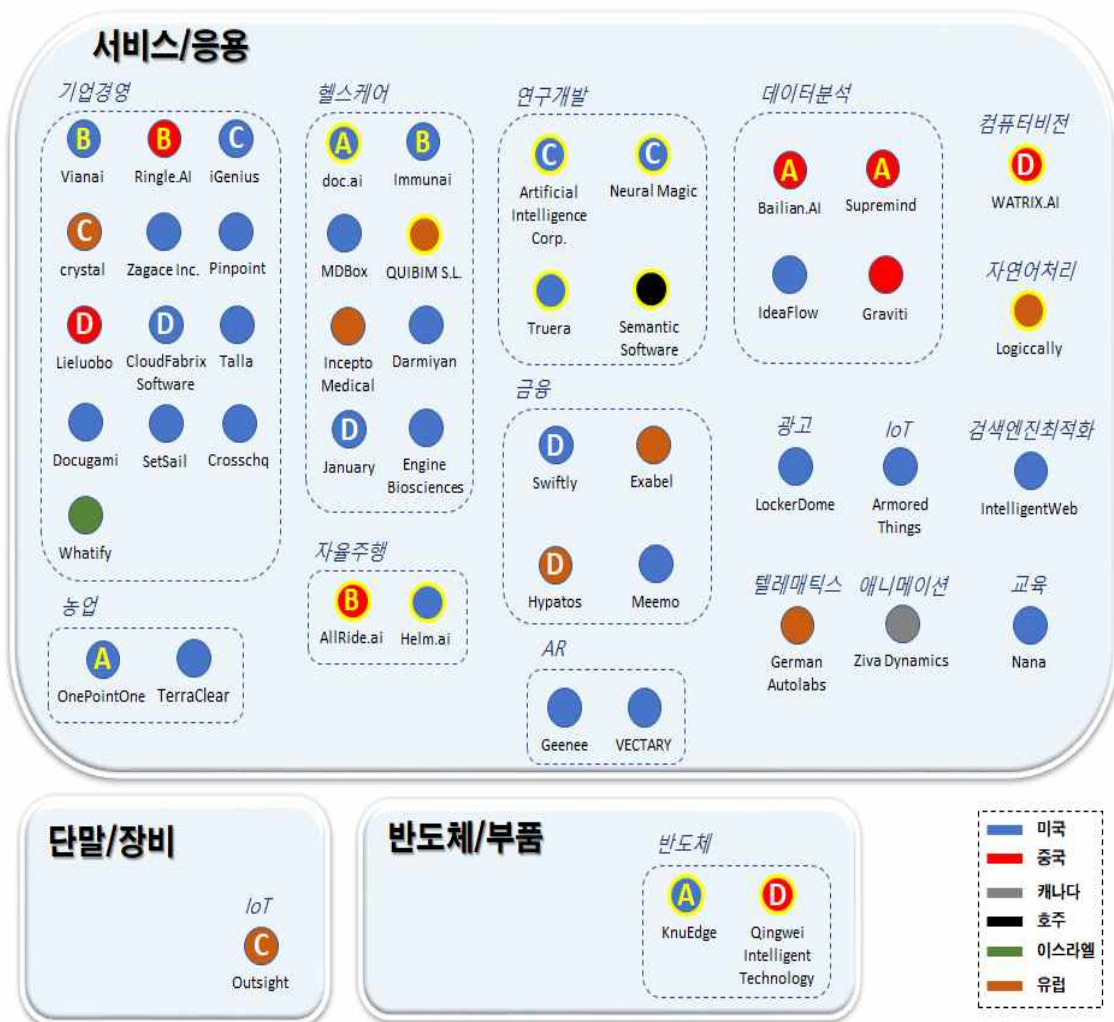 서비스/응용
기업경영
B
B
C
Vianai
Ringle.AI
iGenius
C
crystal
Zagace Inc.
Pinpoint
D
D
Lieluobo
CloudFabrix
Software
Talla
Docugami
SetSail
Crosschq
Whatify
농업
A
OnePointOne
TerraClear
헬스케어
A
B
doc.ai
Immunai
MDBox
QUIBIM S.L.
Incepto
Medical
Darmiyan
D
January
Engine
Biosciences
자율주행
B
AllRide.ai
Helm.ai
연구개발
C
C
Artificial
Intelligence
Corp.
Neural Magic
Truera
Semantic
Software
금융
D
Swiftly
Exabel
D
Hypatos
Meemo
AR
Geenee
VECTARY
데이터분석
A
A
Bailian.AI
Supremind
IdeaFlow
Graviti
컴퓨터비전
D
WATRIX.AI
자연어처리
Logiccally
광고
LockerDome
IoT
Armored
Things
검색엔진최적화
IntelligentWeb
텔레매틱스
German
Autolabs
애니메이션
Ziva Dynamics
교육
Nana
단말/장비
IoT
C
Outsight
반도체/부품
반도체
A
D
KnuEdge
Qingwei
Intelligent
Technology
미국
중국
캐나다
호주
이스라엘
유럽